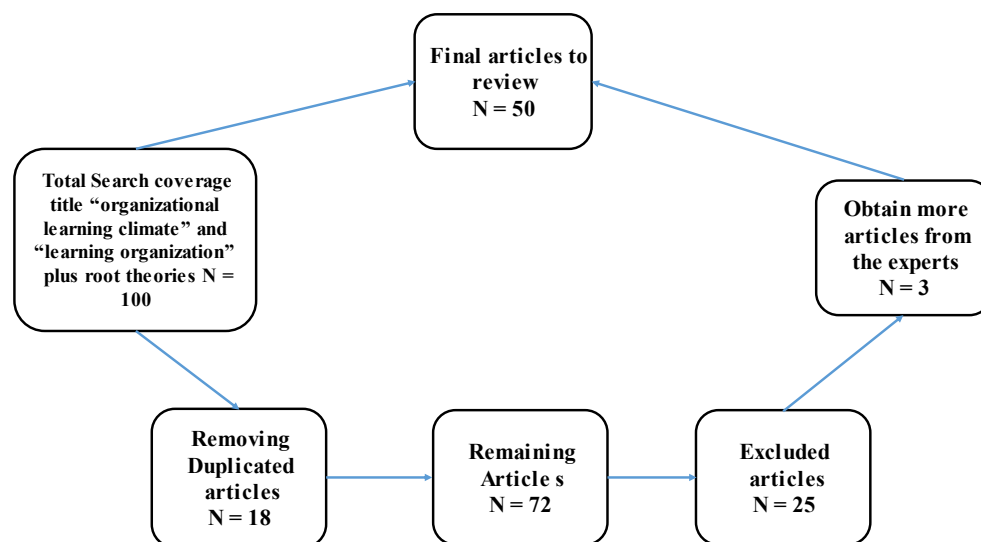 Final articles to
review
N = 50
Total Search coverage
title “organizational
learning climate” and
“learning organization”
plus root theories N =
100
Obtain more
articles from
the experts
N = 3
Removing
Duplicated
articles
N = 18
Remaining
Article s
N = 72
Excluded
articles
N = 25